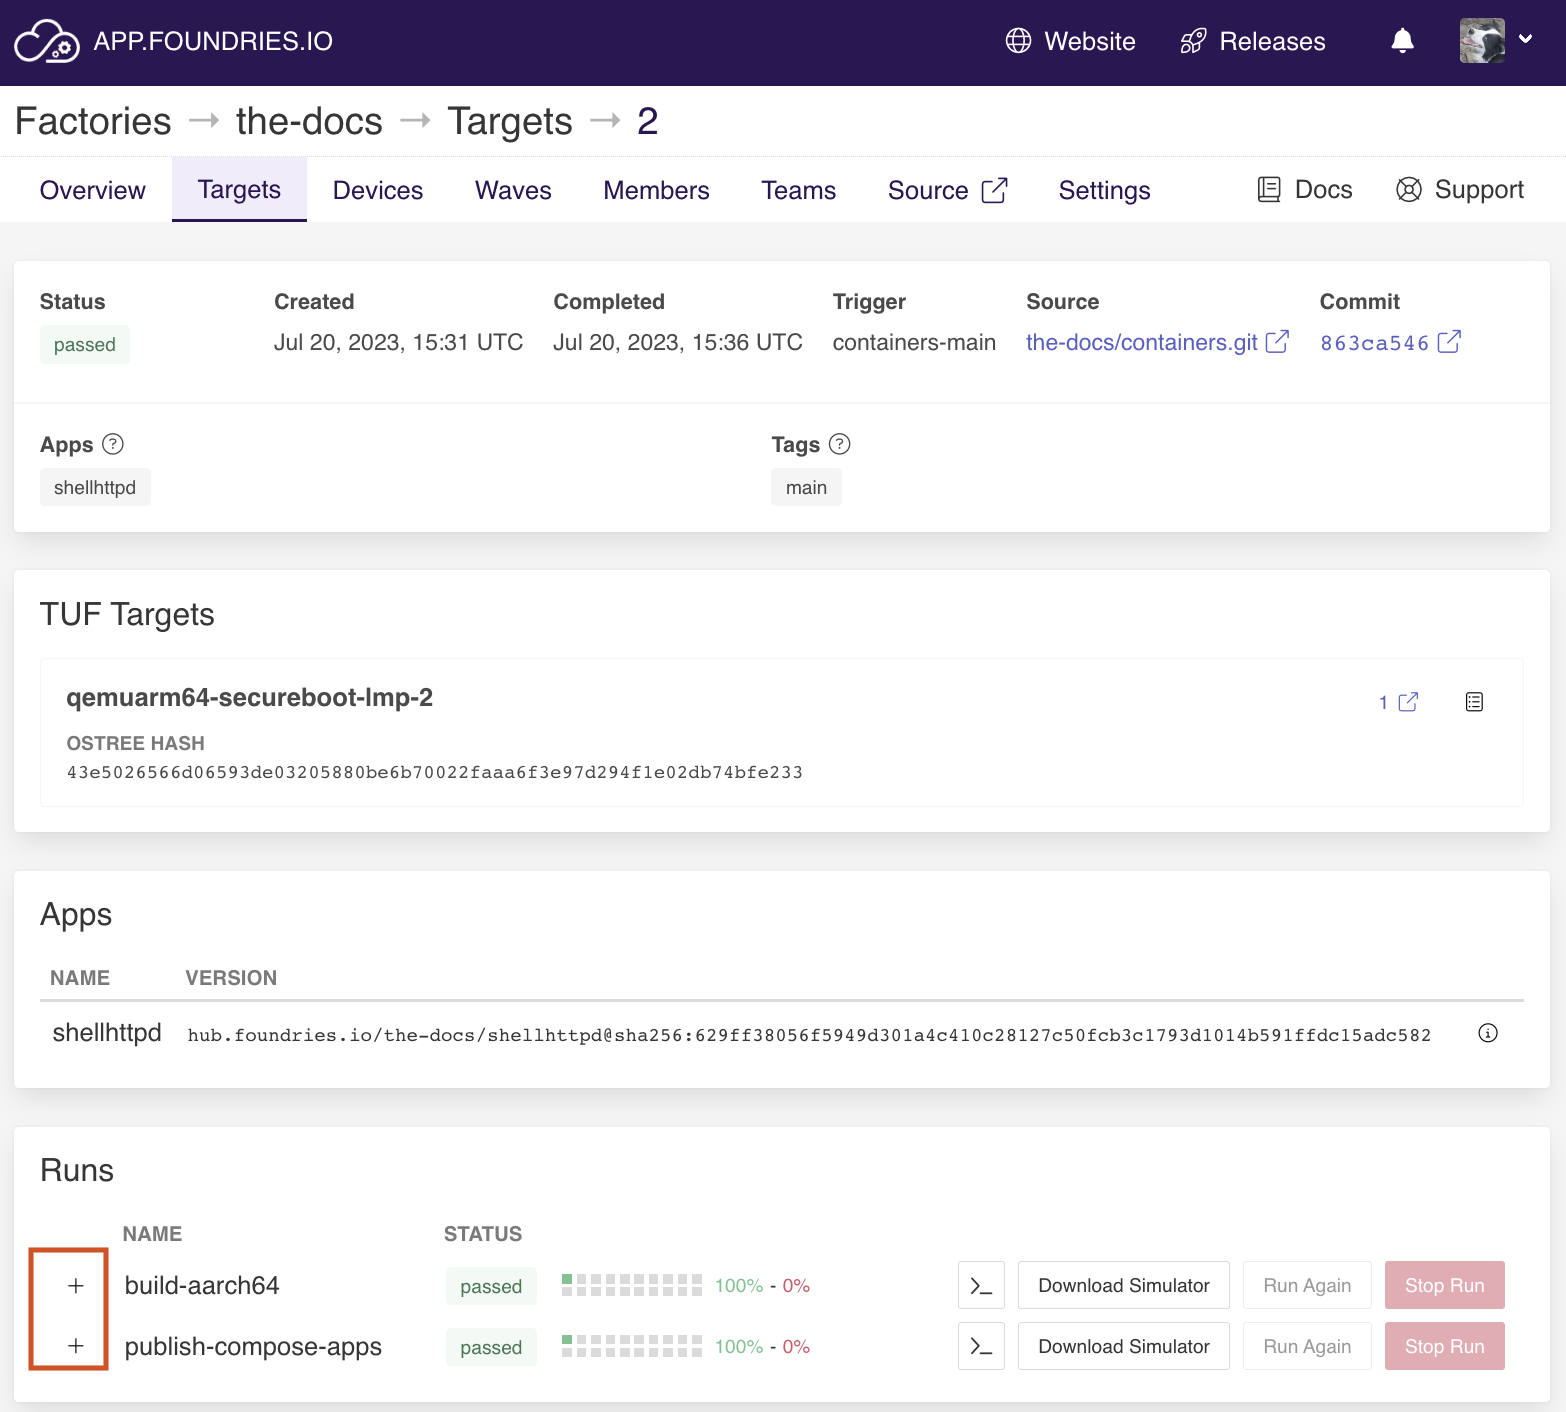 APP.FOUNDRIES.IO Website Releases
Factories → the-docs → Targets → 2
Overview Targets Devices Waves Members Teams Source Settings Docs Support
Status Created Completed Trigger Source Commit
passed Jul 20, 2023, 15:31 UTC Jul 20, 2023, 15:36 UTC containers-main the-docs/containers.git 863ca546
Apps ? Tags ?
shellhttpd main
TUF Targets
qemuarm64-secureboot-lmp-2 1
OSTREE HASH
43e5026566d06593de03205880be6b70022faaa6f3e97d294f1e02db74bfe233
Apps
NAME VERSION
shellhttpd hub.foundries.io/the-docs/shellhttpd@sha256:629ff38056f5949d301a4c410c28127c50fcb3c1793d1014b591ffdc15adc582
Runs
NAME STATUS
+ build-aarch64 passed 100% - 0% >_ Download Simulator Run Again Stop Run
+ publish-compose-apps passed 100% - 0% >_ Download Simulator Run Again Stop Run